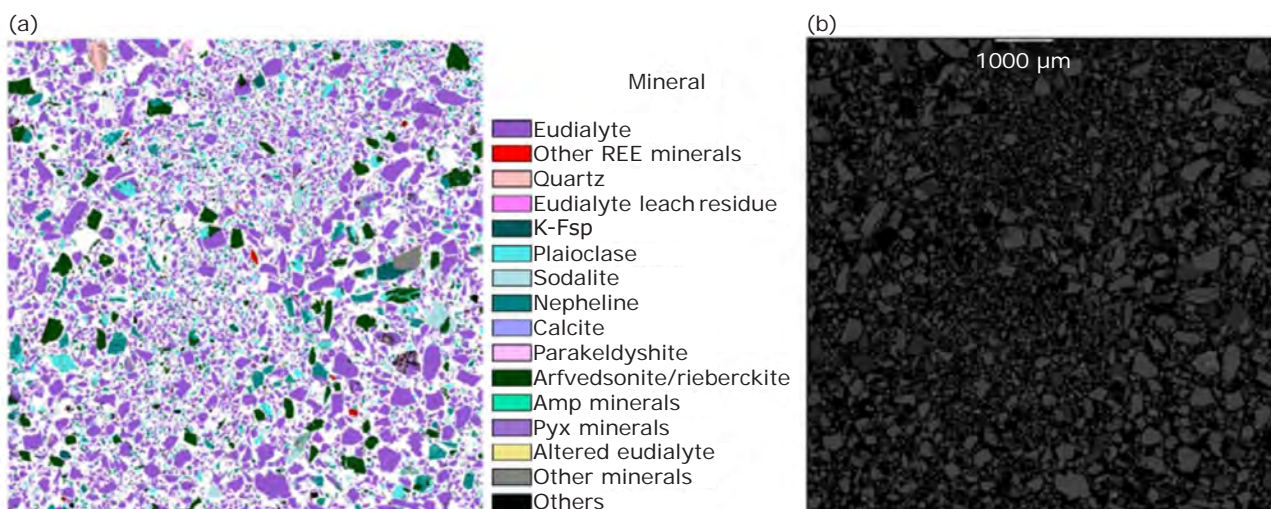 (a)
(b)
1000 µm
Mineral
Eudialyte
Other REE minerals
Quartz
Eudialyte leach residue
K-Fsp
Plaioclase
Sodalite
Nepheline
Calcite
Parakeldyshite
Arfvedsonite/rieberckite
Amp minerals
Pyx minerals
Altered eudialyte
Other minerals
Others